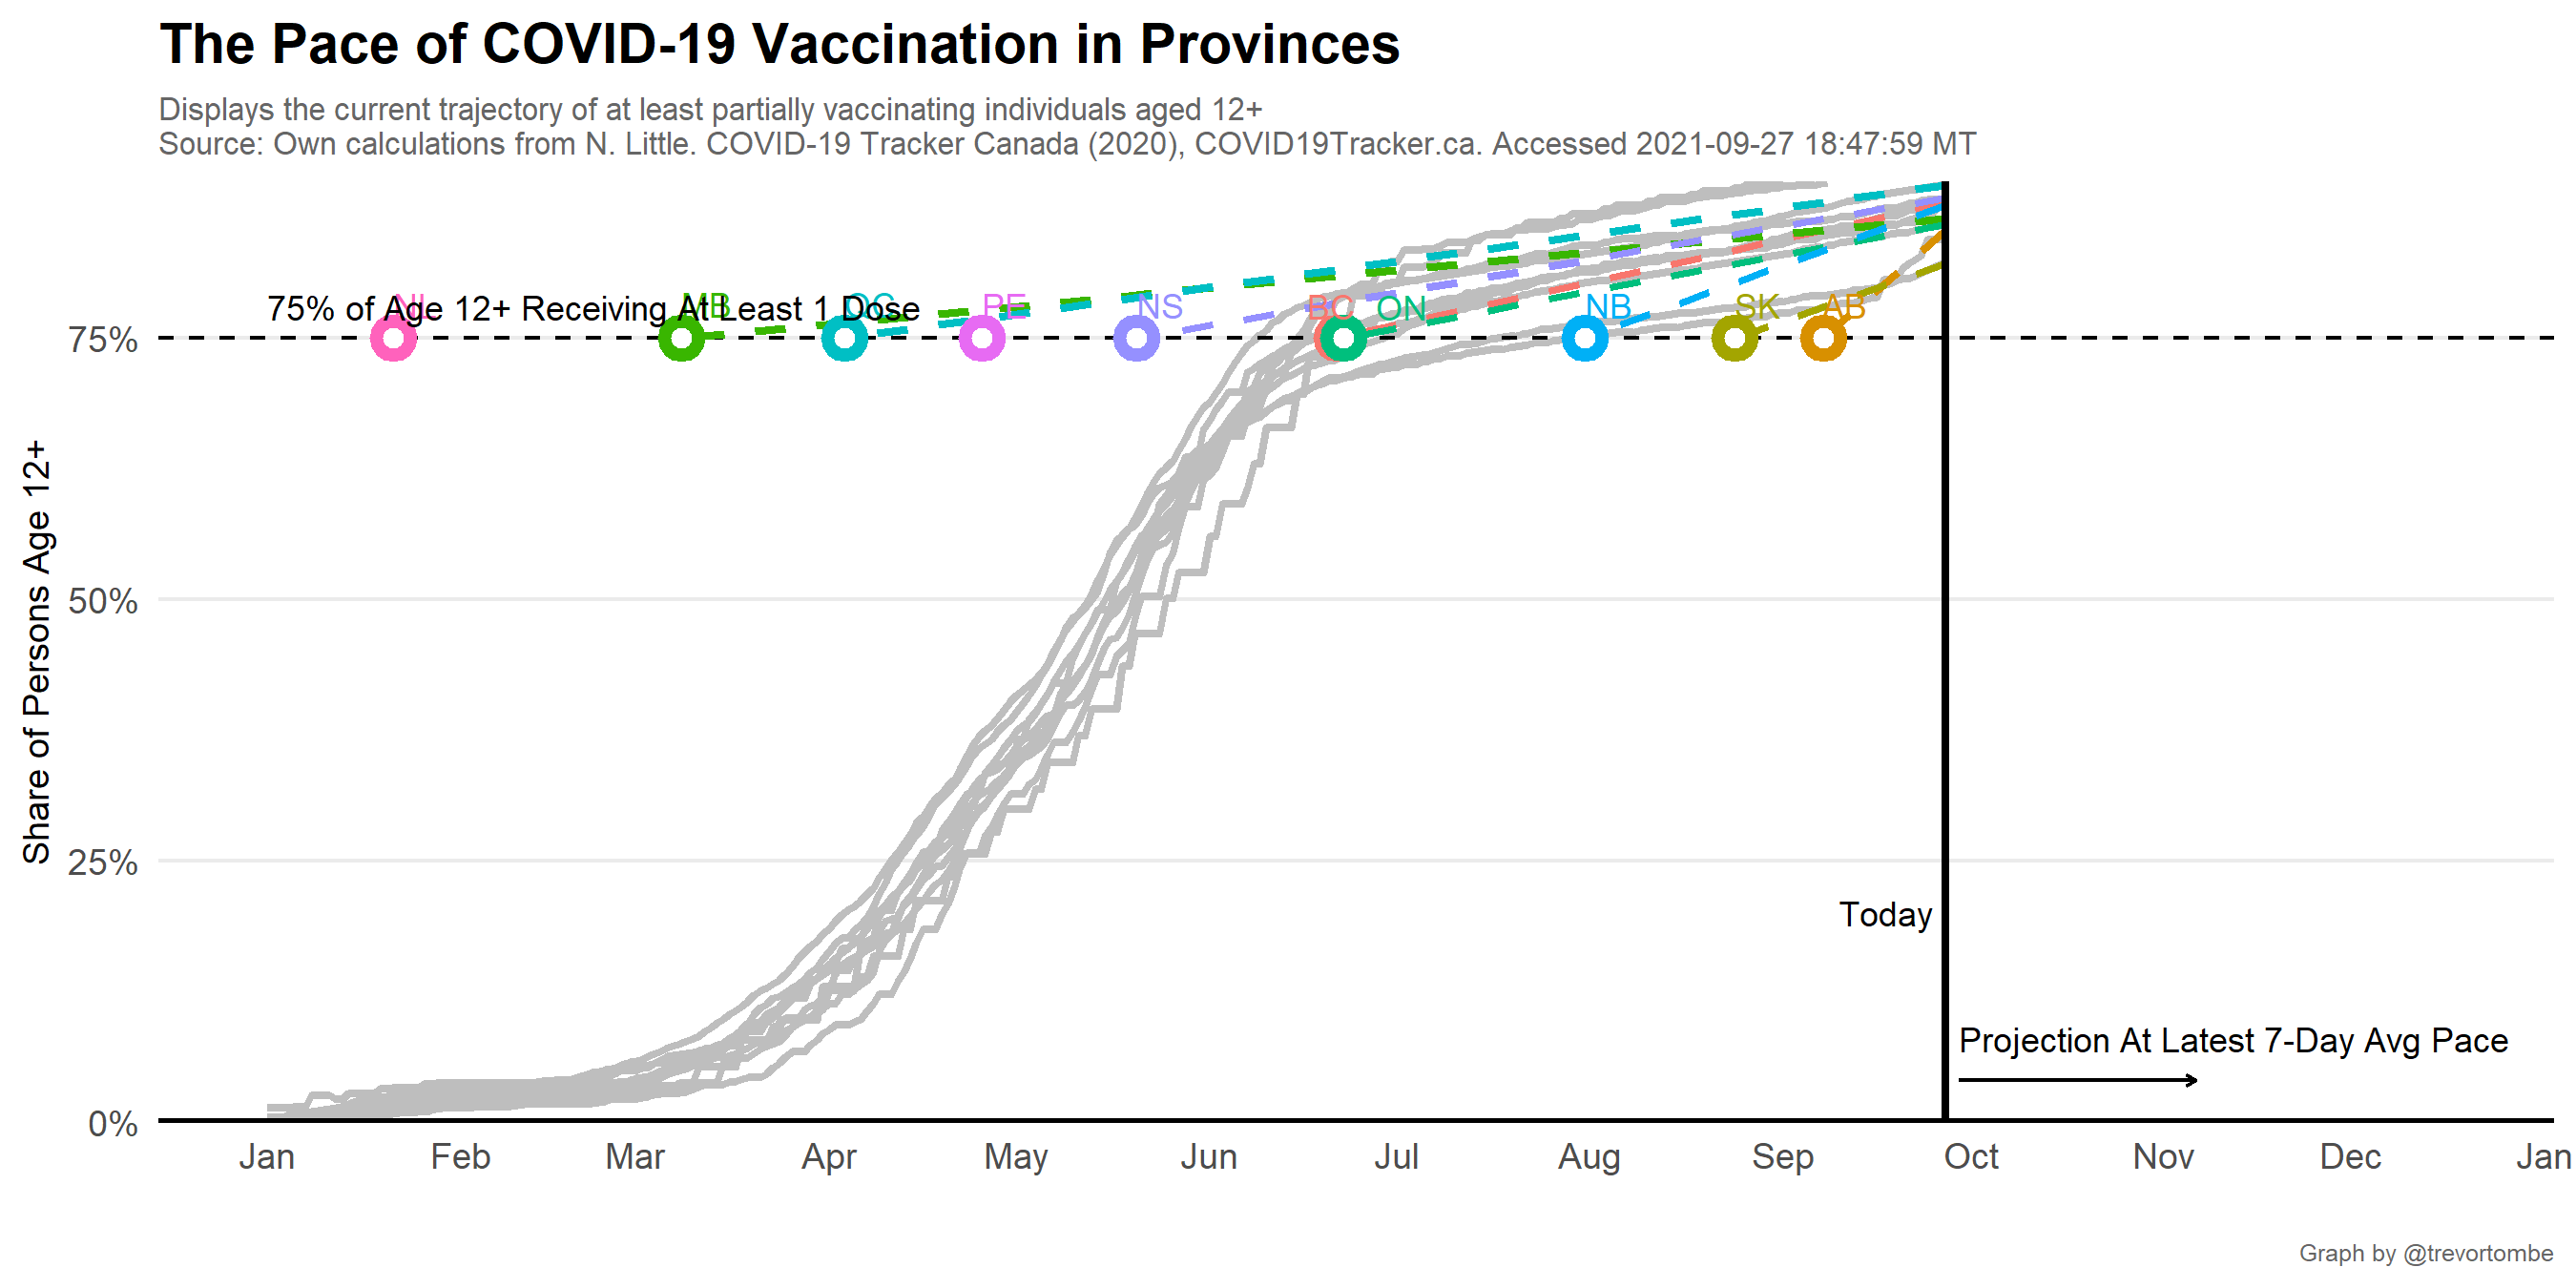 The Pace of COVID-19 Vaccination in Provinces
Displays the current trajectory of at least partially vaccinating individuals aged 12+
Source: Own calculations from N. Little. COVID-19 Tracker Canada (2020), COVID19Tracker.ca. Accessed 2021-09-27 18:47:59 MT
75% of Age 12+ Receiving At Least 1 Dose
NL MB QC PE NS BC ON NB SK AB
75%
50%
25%
0%
Share of Persons Age 12+
Today
Projection At Latest 7-Day Avg Pace
Jan Feb Mar Apr May Jun Jul Aug Sep Oct Nov Dec Jan
Graph by @trevortombe